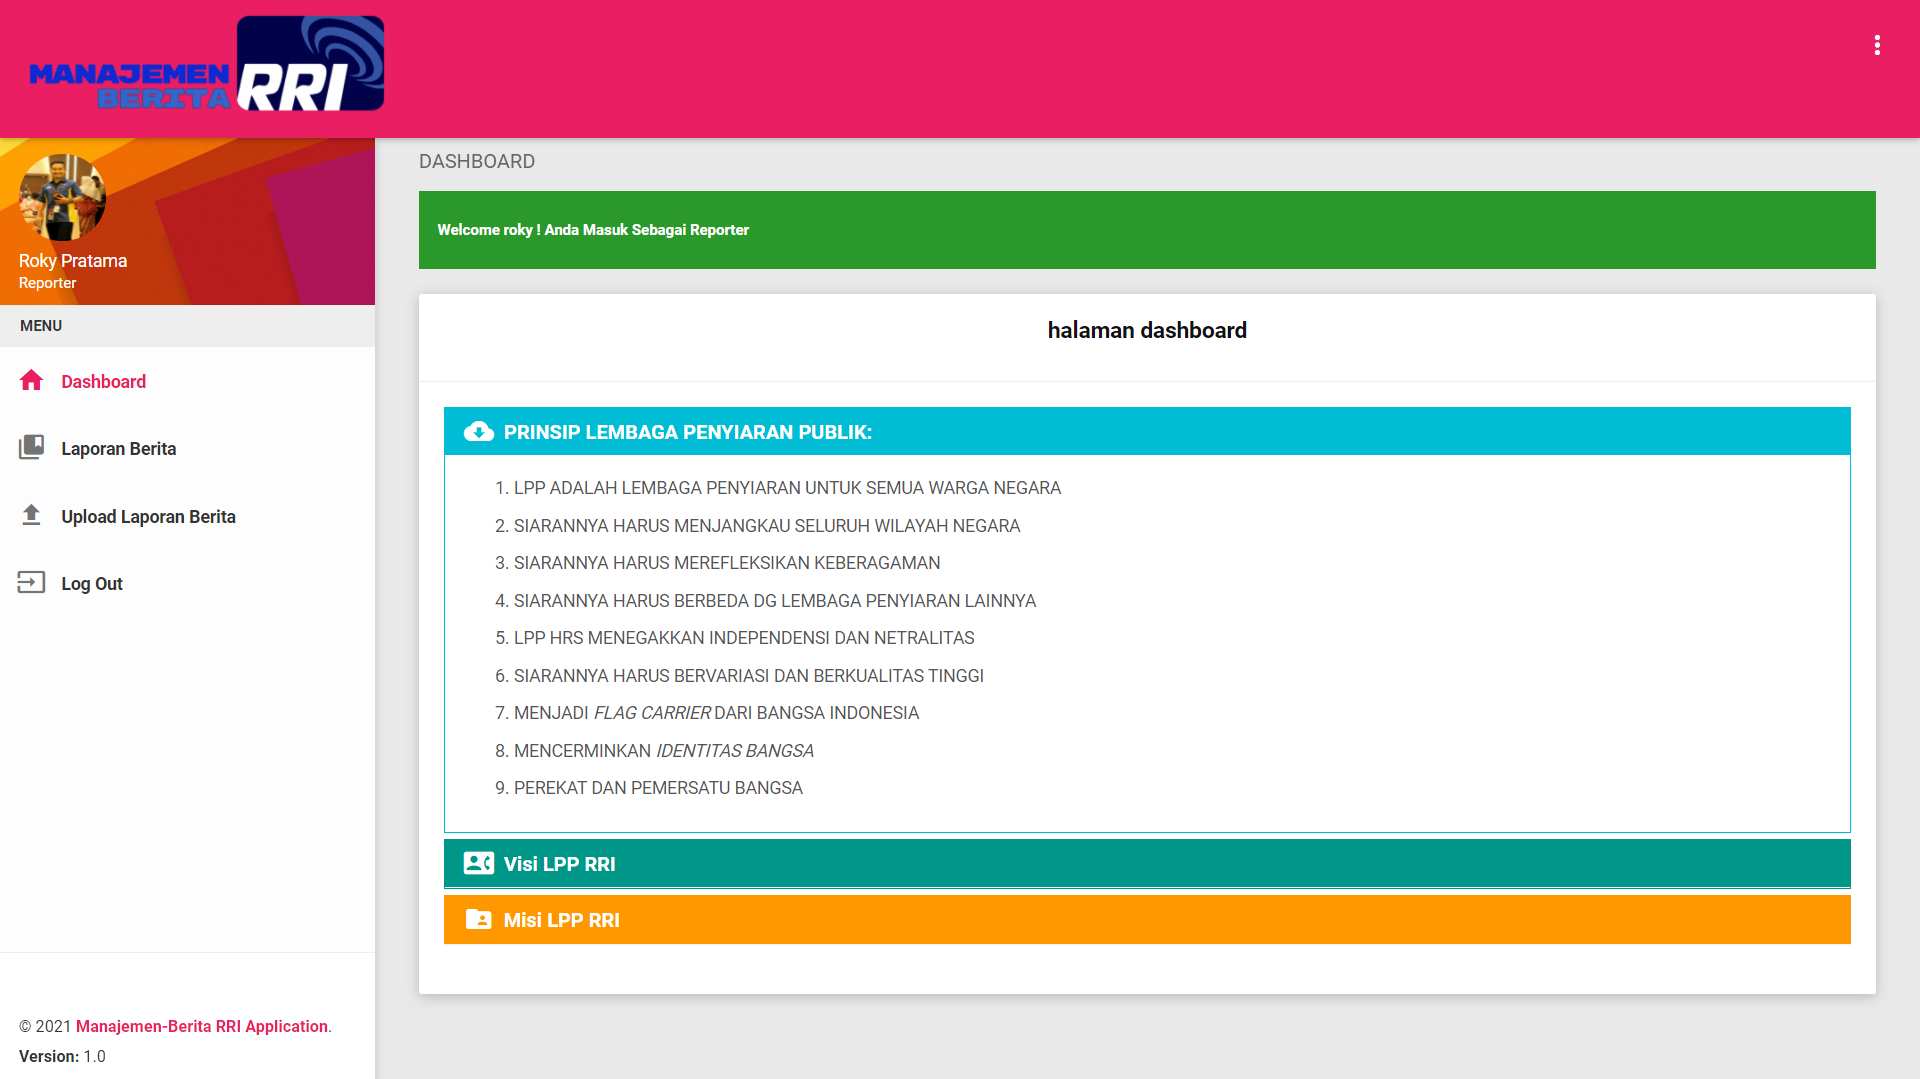 MANAJEMEN
BERITA
RRI
Roky Pratama
Reporter
MENU
Dashboard
Laporan Berita
Upload Laporan Berita
Log Out
© 2021 Manajemen-Berita RRI Application.
Version: 1.0
DASHBOARD
Welcome roky ! Anda Masuk Sebagai Reporter
halaman dashboard
PRINSIP LEMBAGA PENYIARAN PUBLIK:
1. LPP ADALAH LEMBAGA PENYIARAN UNTUK SEMUA WARGA NEGARA
2. SIARANNYA HARUS MENJANGKAU SELURUH WILAYAH NEGARA
3. SIARANNYA HARUS MEREFLEKSIKAN KEBERAGAMAN
4. SIARANNYA HARUS BERBEDA DG LEMBAGA PENYIARAN LAINNYA
5. LPP HRS MENEGAKKAN INDEPENDENSI DAN NETRALITAS
6. SIARANNYA HARUS BERVARIASI DAN BERKUALITAS TINGGI
7. MENJADI FLAG CARRIER DARI BANGSA INDONESIA
8. MENCERMINKAN IDENTITAS BANGSA
9. PEREKAT DAN PEMERSATU BANGSA
Visi LPP RRI
Misi LPP RRI